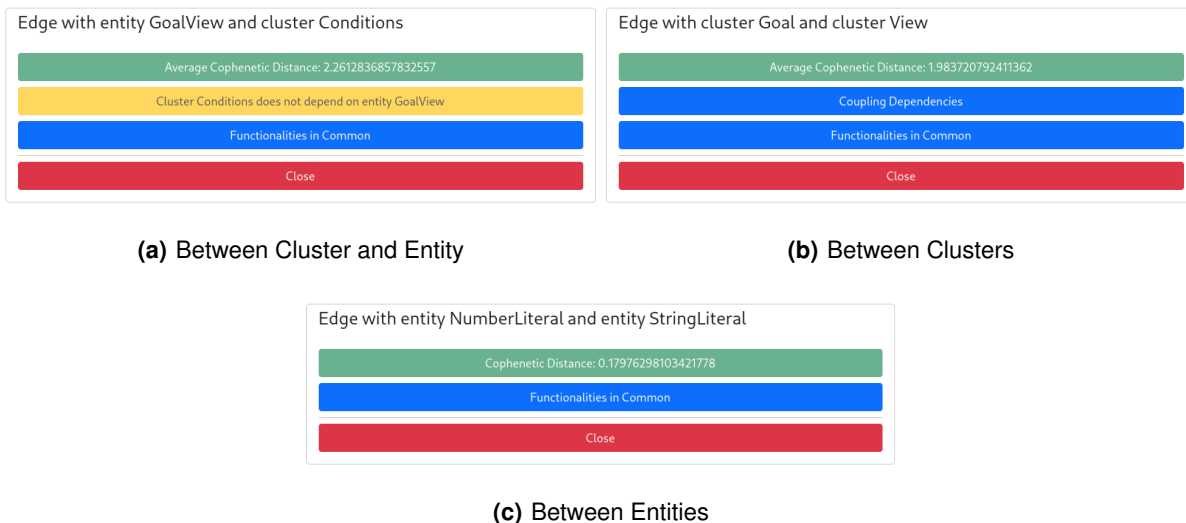 Edge with entity GoalView and cluster Conditions
Average Cophenetic Distance: 2.2612836857832557
Cluster Conditions does not depend on entity GoalView
Functionalities in Common
Close
(a) Between Cluster and Entity
Edge with cluster Goal and cluster View
Average Cophenetic Distance: 1.983720792411362
Coupling Dependencies
Functionalities in Common
Close
(b) Between Clusters
Edge with entity NumberLiteral and entity StringLiteral
Cophenetic Distance: 0.17976298103421778
Functionalities in Common
Close
(c) Between Entities